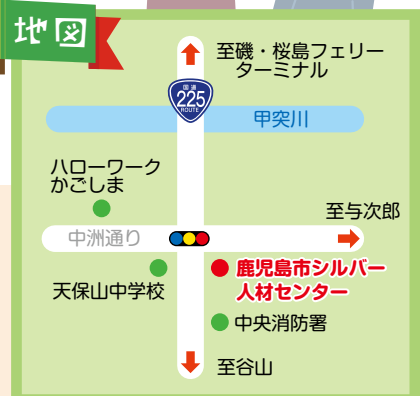 地図
至磯・桜島フェリー
ターミナル
国道
225
ROUTE
甲突川
ハローワーク
かごしま
至与次郎
中洲通り
天保山中学校
鹿児島市シルバー
人材センター
中央消防署
至谷山